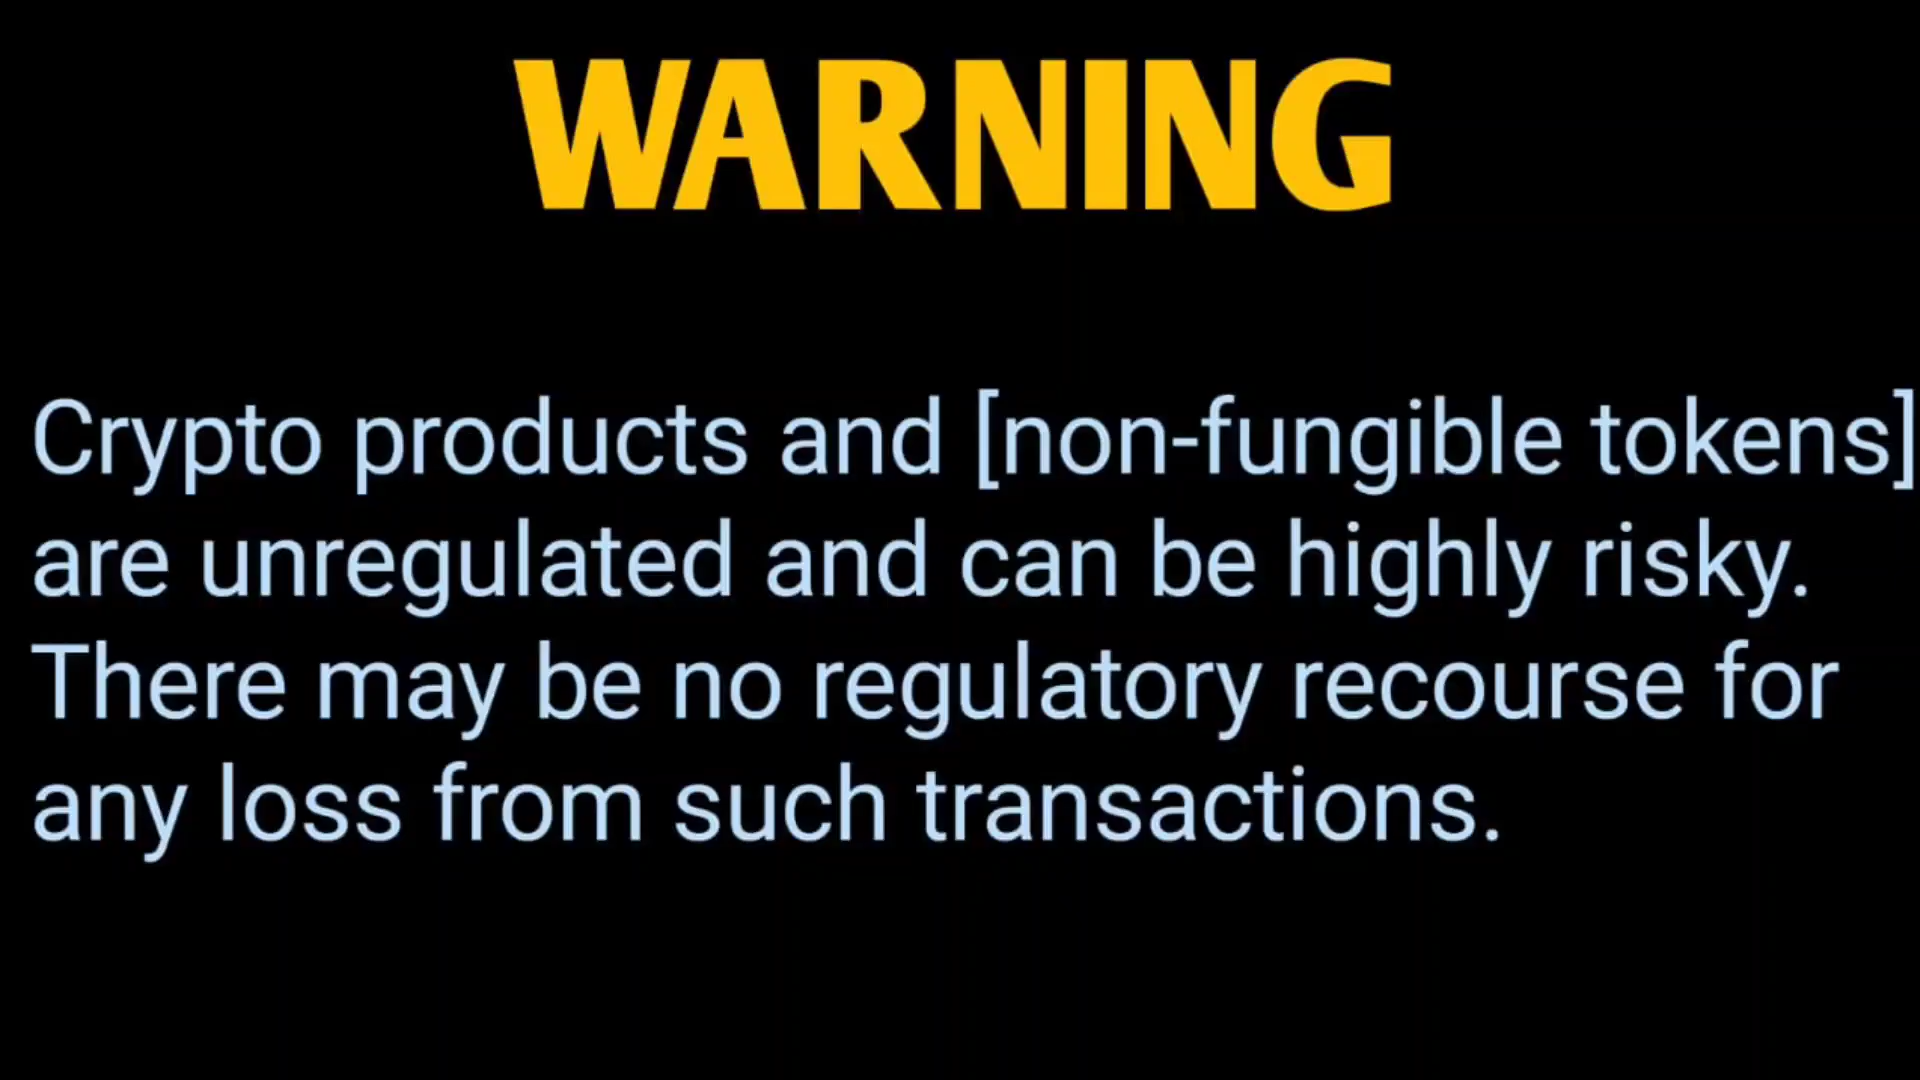 WARNING
Crypto products and [non-fungible tokens]
are unregulated and can be highly risky.
There may be no regulatory recourse for
any loss from such transactions.